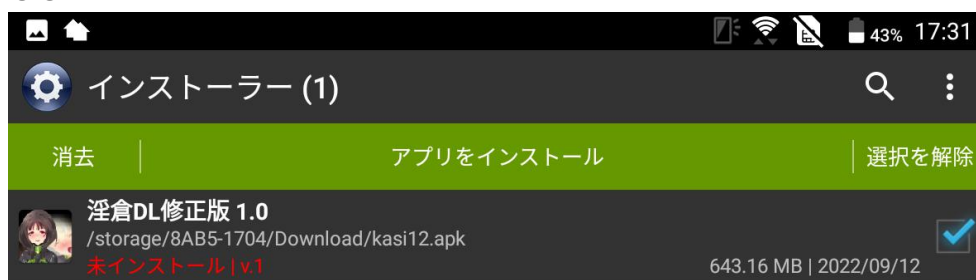 43% 17:31
インストーラー (1)
消去 アプリをインストール 選択を解除
淫倉DL修正版 1.0
/storage/8AB5-1704/Download/kasi12.apk
未インストール | v.1 643.16 MB | 2022/09/12